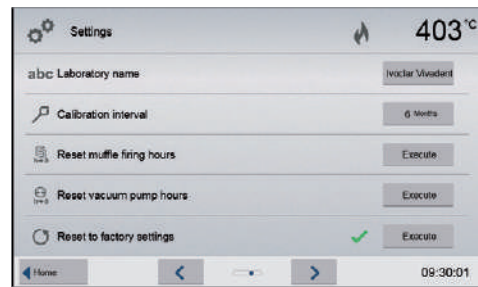 Settings 403 °C
abc Laboratory name Ivoclar Vivadent
Calibration interval 6 Months
Reset muffle firing hours Execute
Reset vacuum pump hours Execute
Reset to factory settings Execute
Home 09:30:01